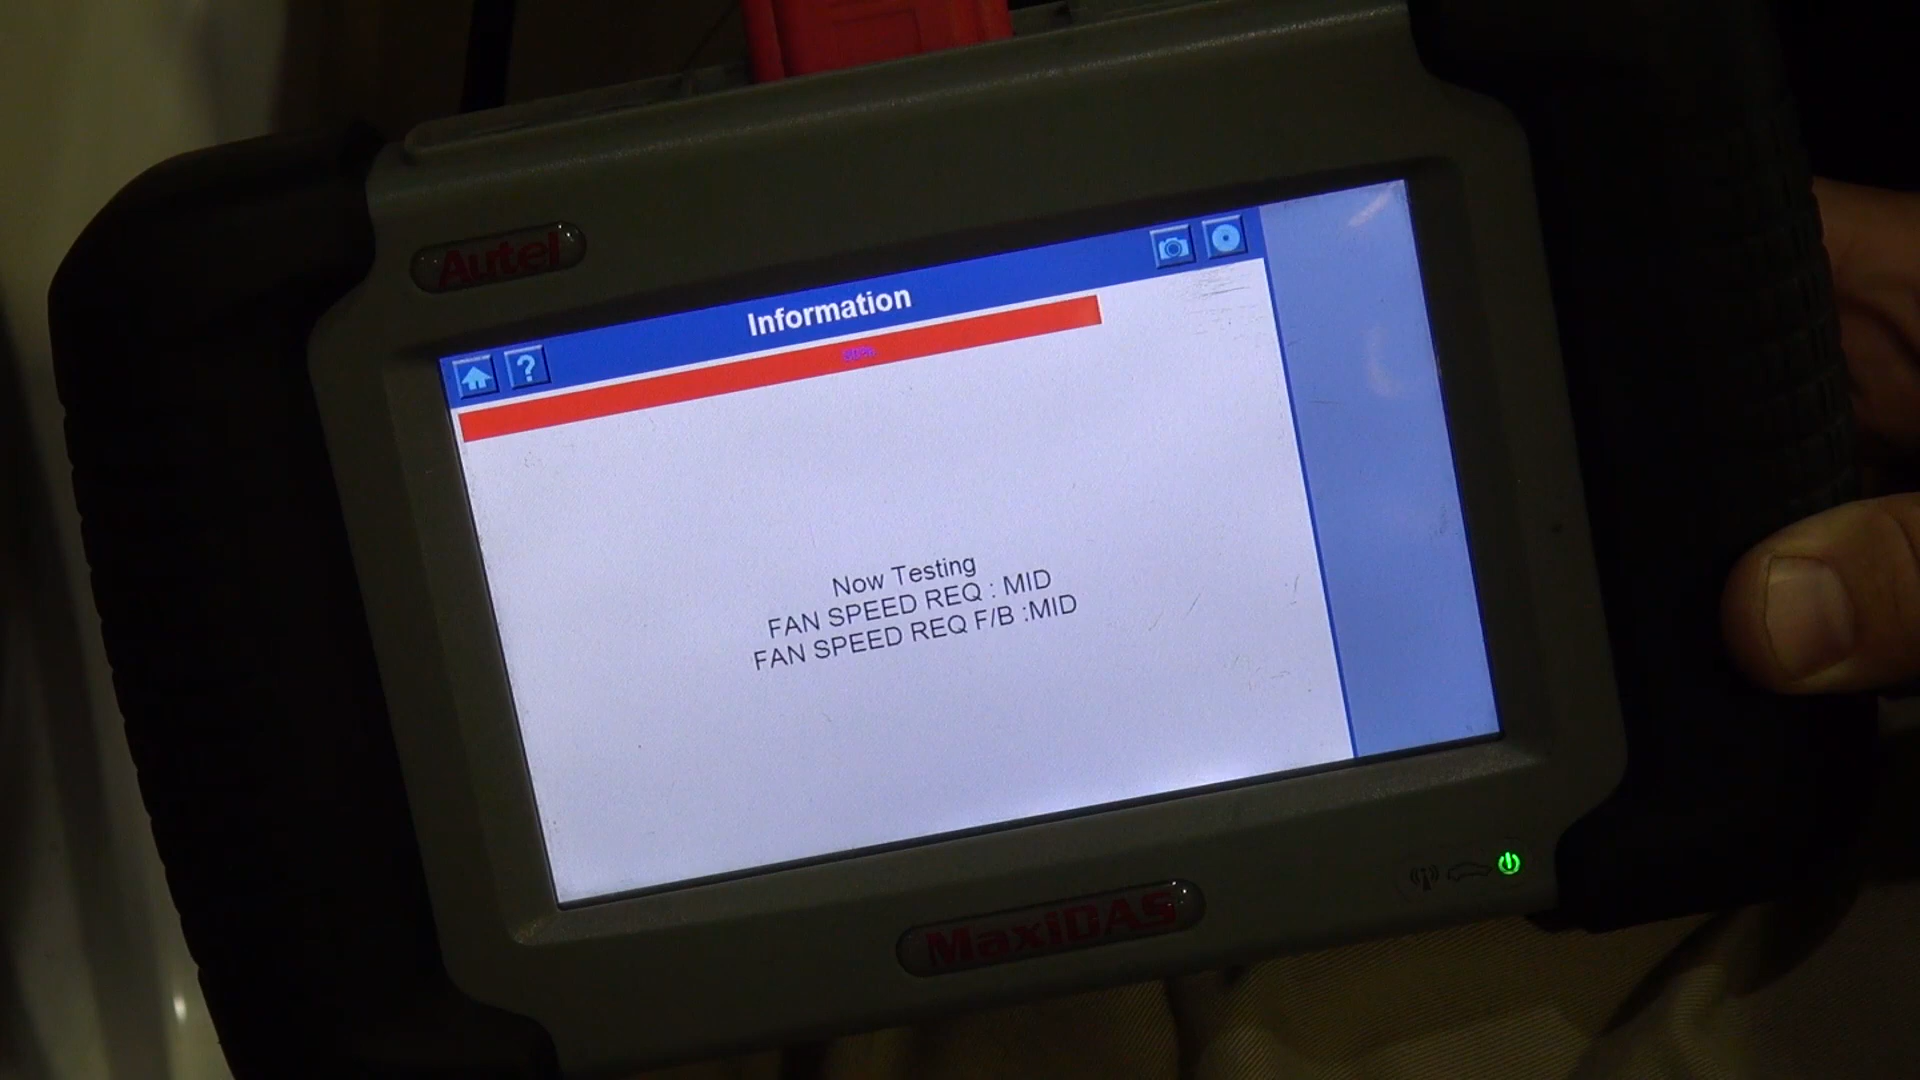 Autel
Information
Now Testing
FAN SPEED REQ : MID
FAN SPEED REQ F/B :MID
MaxiDAS